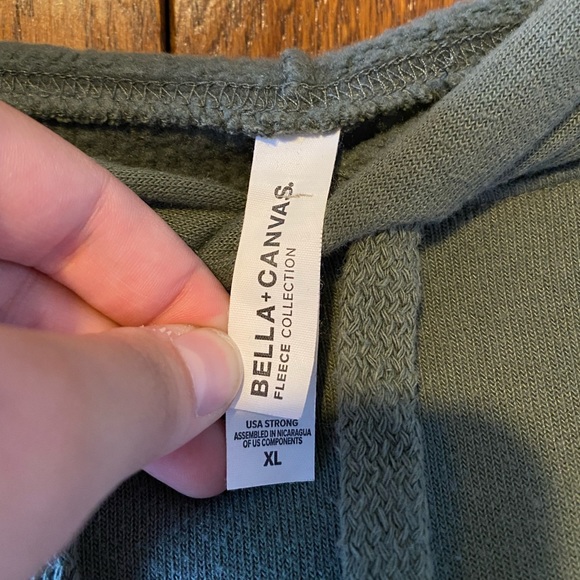 BELLA+CANVAS.
FLEECE COLLECTION
USA STRONG
ASSEMBLED IN NICARAGUA
OF US COMPONENTS
XL